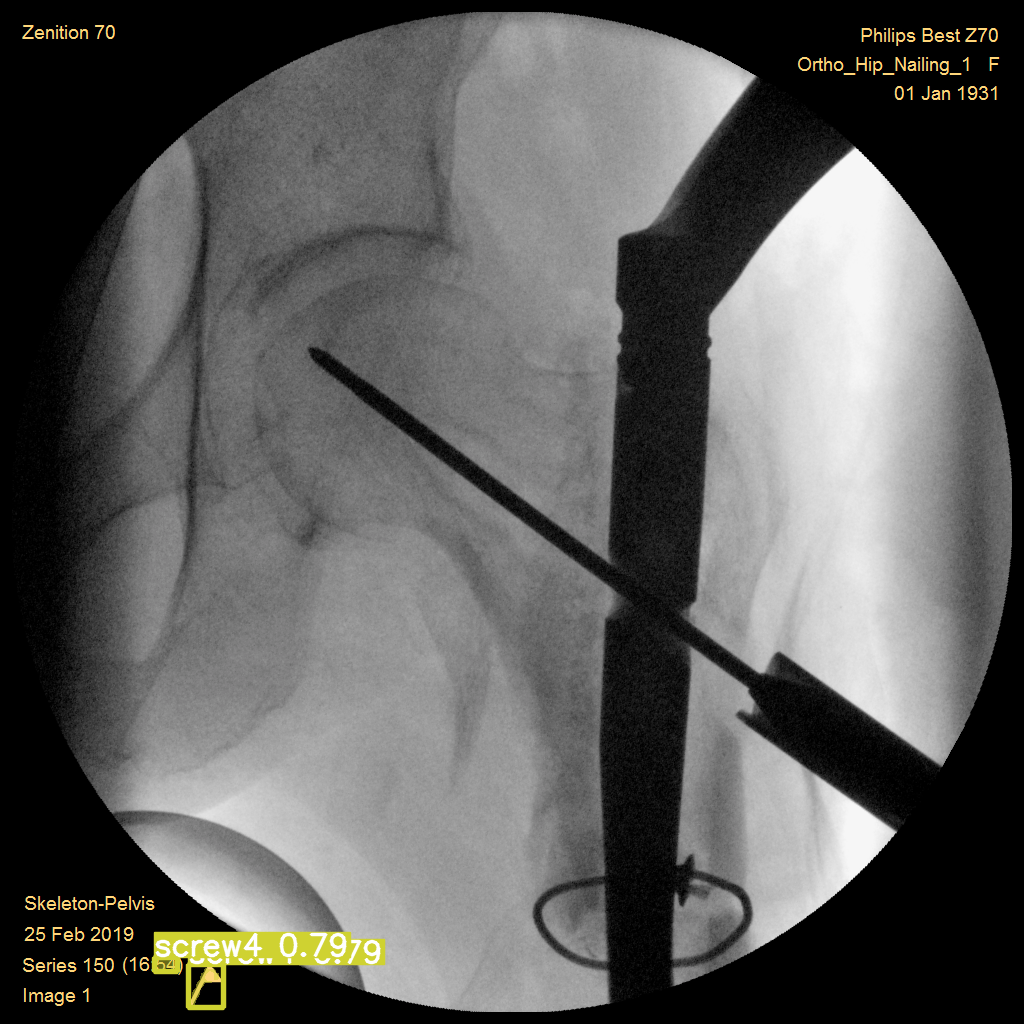 Zenition 70
Philips Best Z70
Ortho_Hip_Nailing_1 F
01 Jan 1931
Skeleton-Pelvis
25 Feb 2019
screw4 0.79
Series 150
Image 1